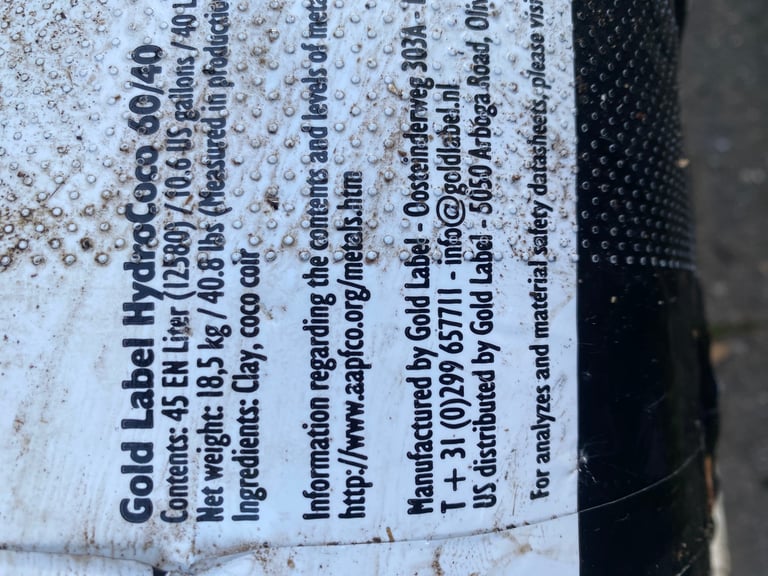 Gold Label HydroCoco 60/40
Contents: 45 EN Liter (12580) / 10.6 US gallons / 40 L
Net weight: 18,5 kg / 40.8 lbs (Measured in productio
Ingredients: Clay, coco coir
Information regarding the contents and levels of meta
http://www.aapfco.org/metals.htm
Manufactured by Gold Label - Oosteinderweg 303A -
T + 31 (0)299 657711 - info@goldlabel.nl
US distributed by Gold Label - 5050 Arboga Road, Oli
For analyzes and material safety datasheets, please visi